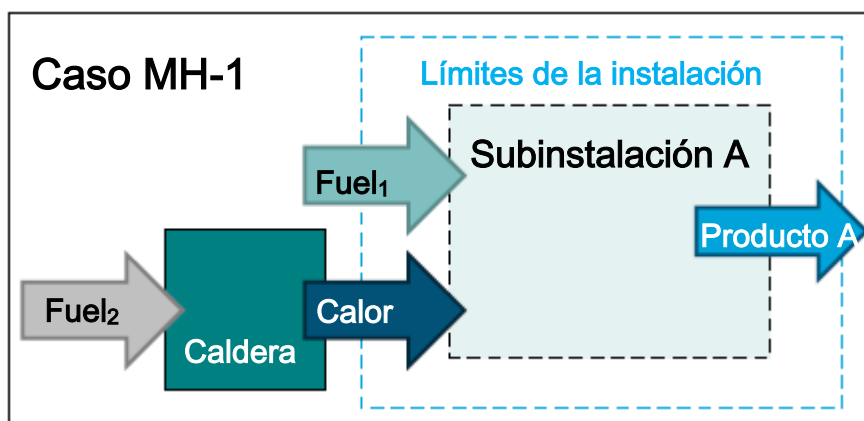 Caso MH-1
Límites de la instalación
Subinstalación A
Fuel₁
Producto A
Fuel₂
Calor
Caldera